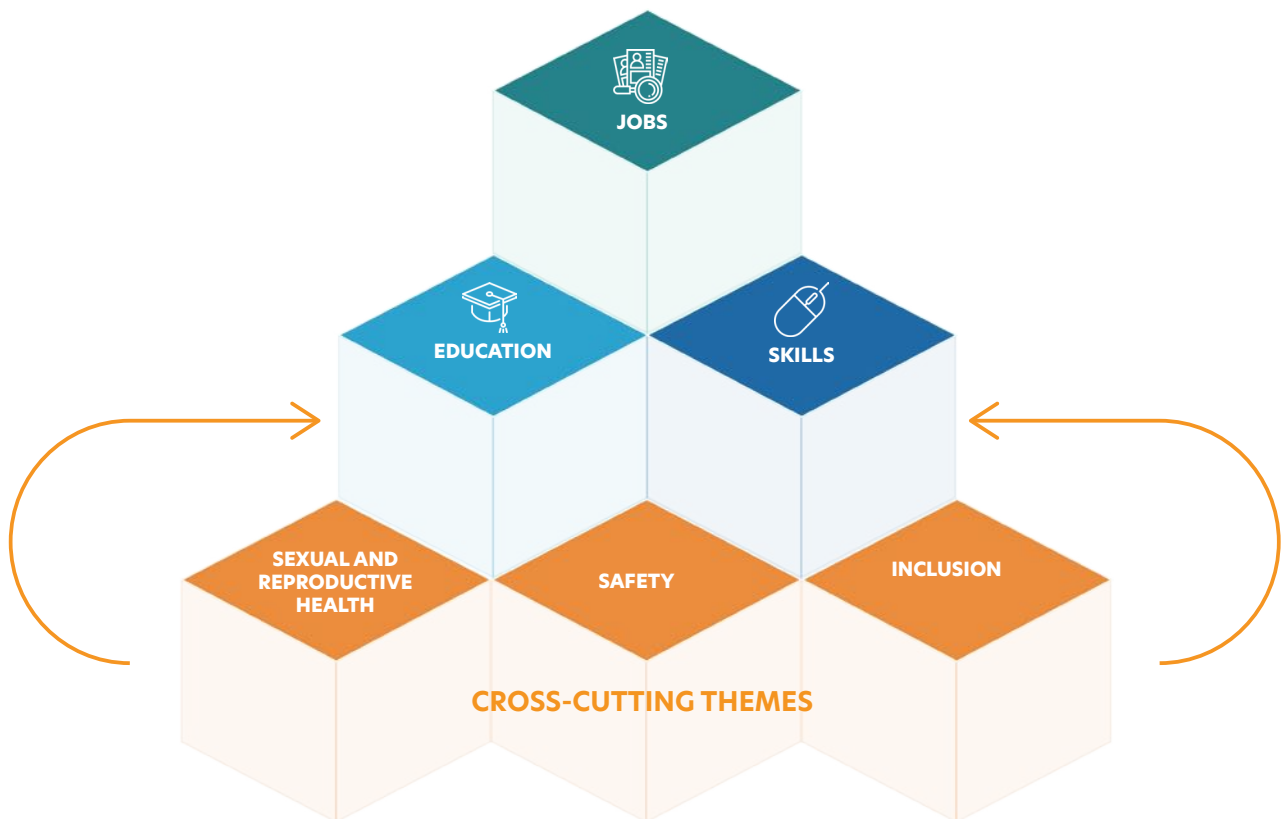 JOBS
EDUCATION
SKILLS
SEXUAL AND
REPRODUCTIVE
HEALTH
SAFETY
INCLUSION
CROSS-CUTTING THEMES